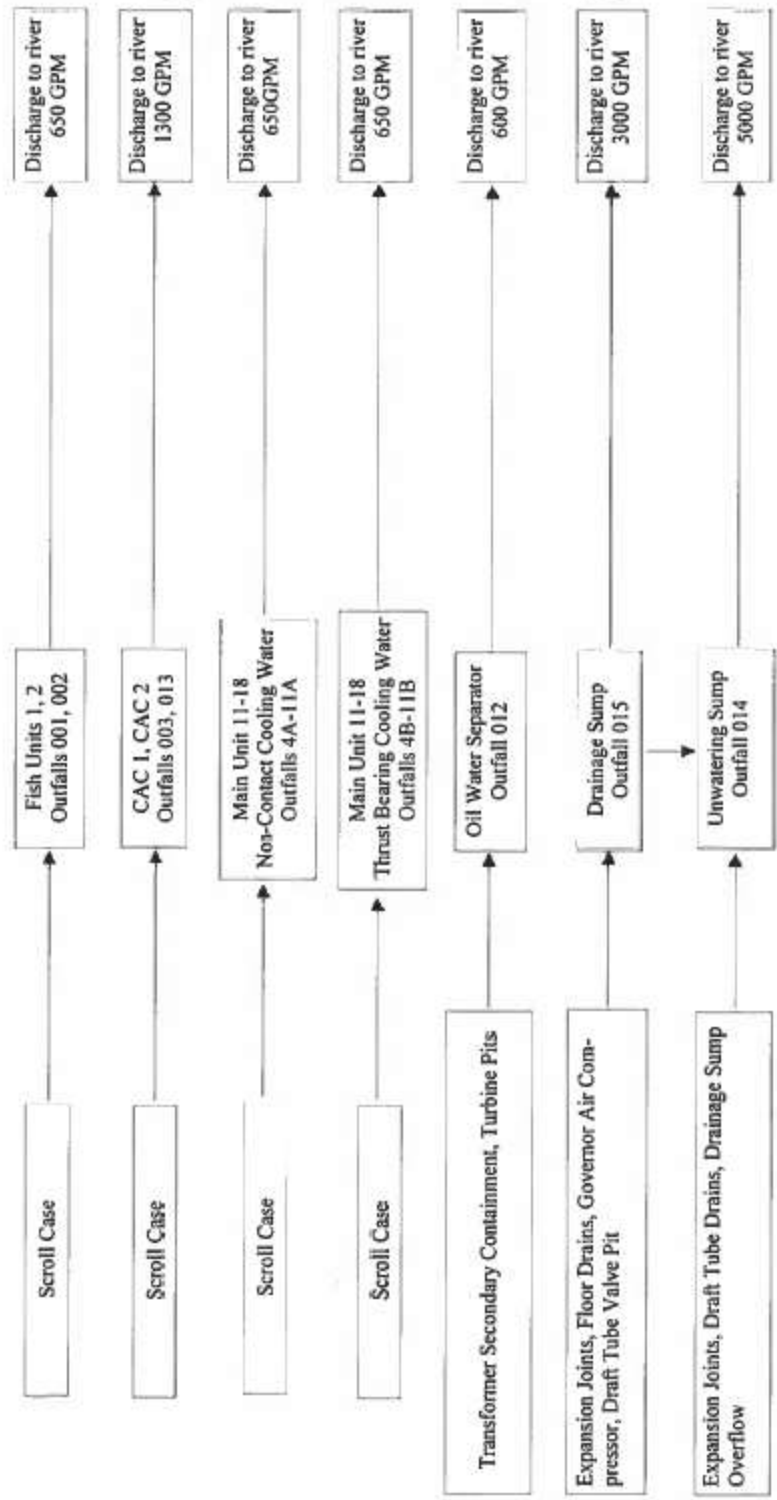 Scroll Case
Fish Units 1, 2
Outfalls 001, 002
Discharge to river
650 GPM
Scroll Case
CAC 1, CAC 2
Outfalls 003, 013
Discharge to river
1300 GPM
Scroll Case
Main Unit 11-18
Non-Contact Cooling Water
Outfalls 4A-11A
Discharge to river
650GPM
Scroll Case
Main Unit 11-18
Thrust Bearing Cooling Water
Outfalls 4B-11B
Discharge to river
650 GPM
Transformer Secondary Containment, Turbine Pits
Oil Water Separator
Outfall 012
Discharge to river
600 GPM
Expansion Joints, Floor Drains, Governor Air Com-
pressor, Draft Tube Valve Pit
Drainage Sump
Outfall 015
Discharge to river
3000 GPM
Expansion Joints, Draft Tube Drains, Drainage Sump
Overflow
Unwatering Sump
Outfall 014
Discharge to river
5000 GPM